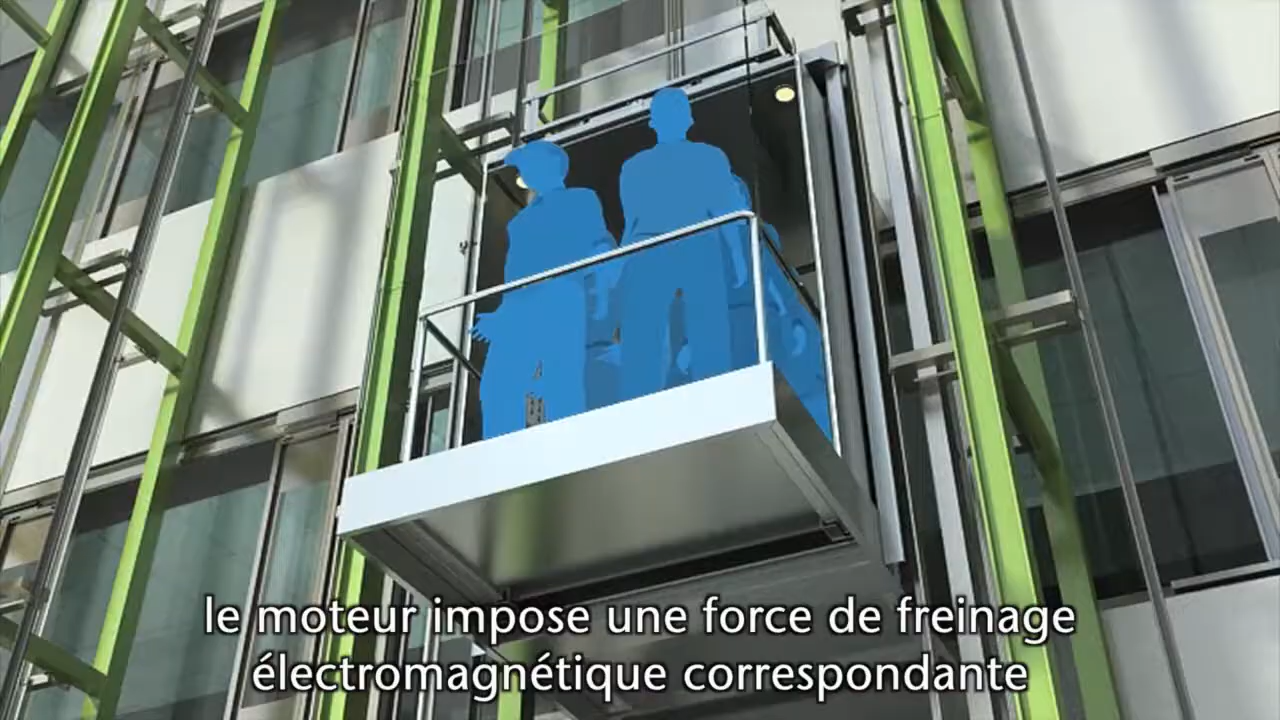 le moteur impose une force de freinage
électromagnétique correspondante